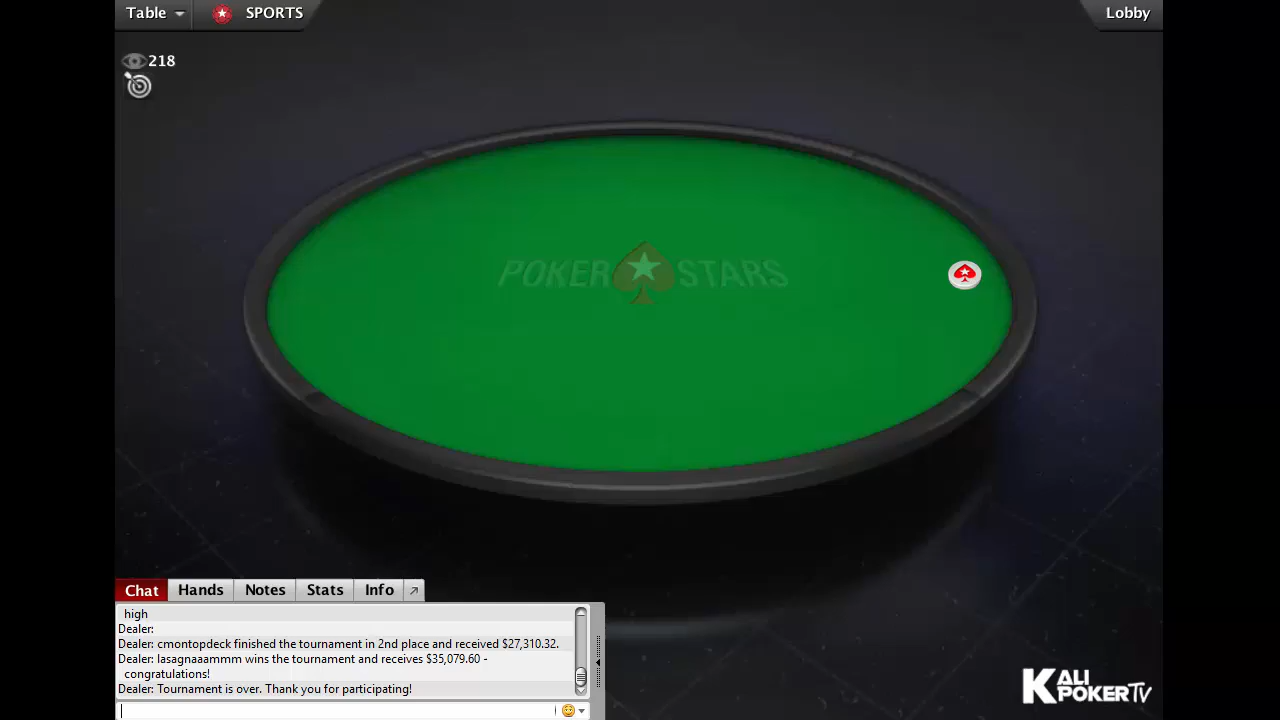 Table
SPORTS
Lobby
218
POKER STARS
Chat
Hands
Notes
Stats
Info
high
Dealer:
Dealer: cmontopdeck finished the tournament in 2nd place and received $27,310.32.
Dealer: lasagnaaammm wins the tournament and receives $35,079.60 -
congratulations!
Dealer: Tournament is over. Thank you for participating!
KALI
POKER TV